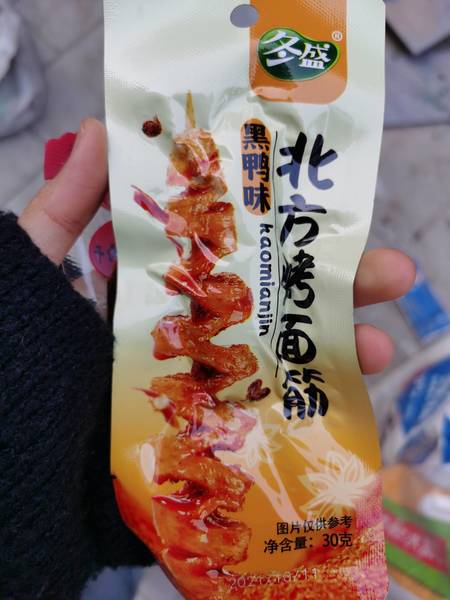 冬盛®
北方烤面筋
黑鸭味
kaomianjin
图片仅供参考
净含量：30克